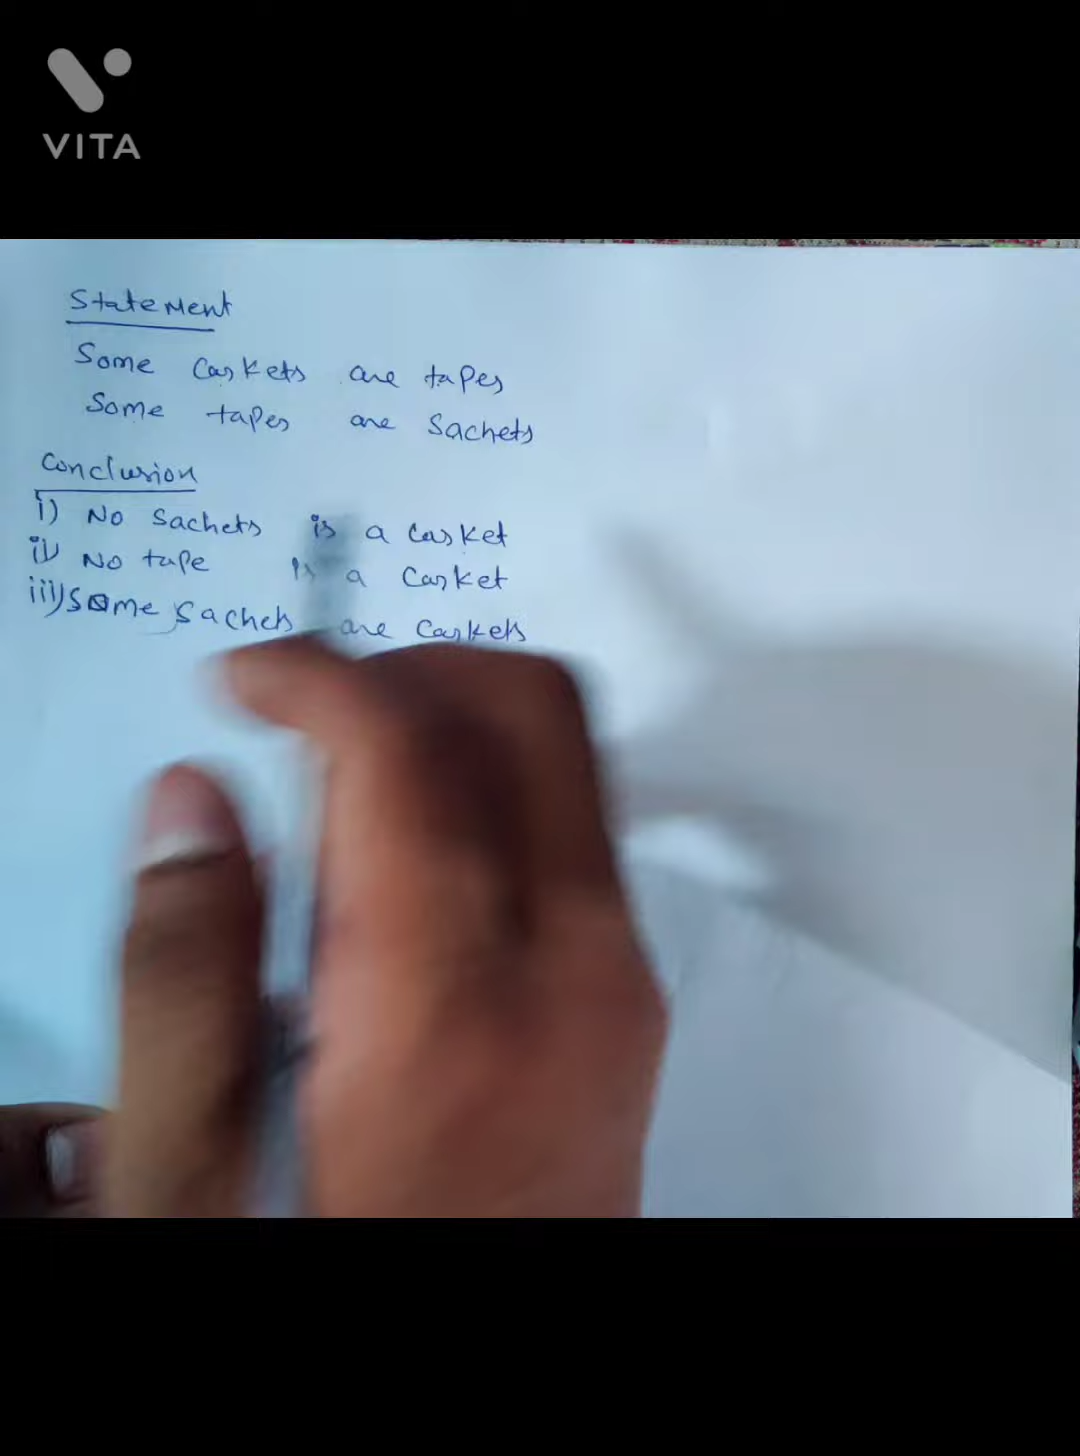 VITA
Statement
Some Caskets are tapes
Some tapes are Sachets
Conclusion
i) No Sachets is a Casket
ii) No tape is a Casket
iii) Some Sachets are Caskets